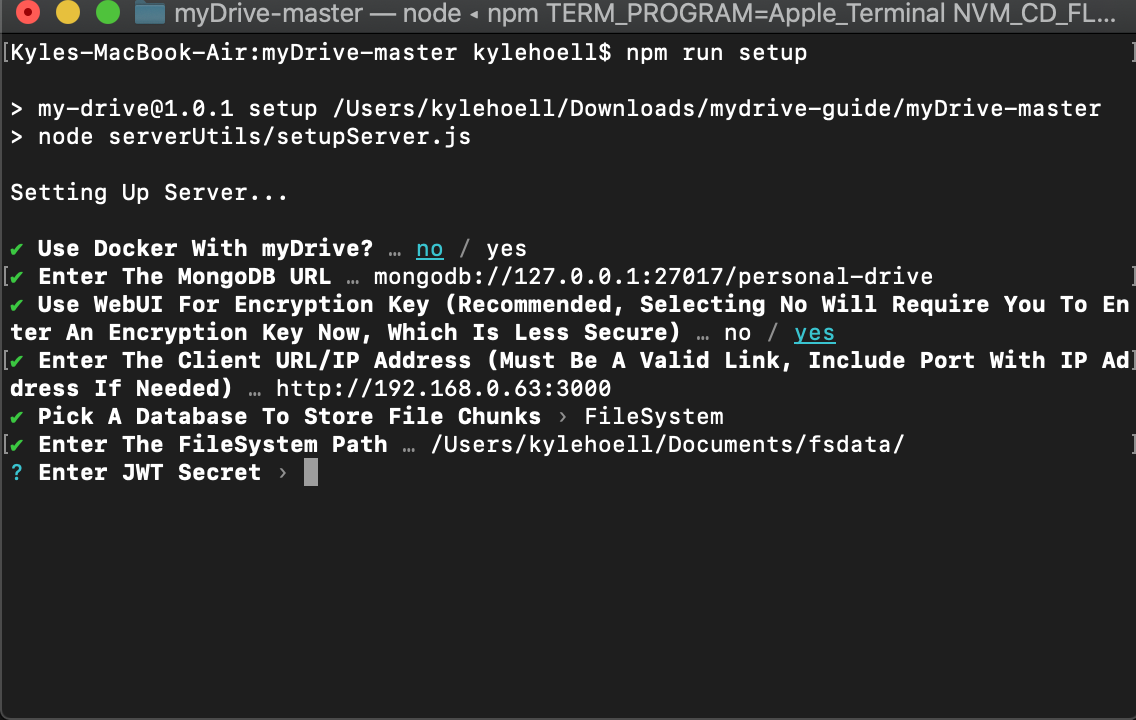 myDrive-master — node ◂ npm TERM_PROGRAM=Apple_Terminal NVM_CD_FL...
[Kyles-MacBook-Air:myDrive-master kylehoell$ npm run setup ]
> my-drive@1.0.1 setup /Users/kylehoell/Downloads/mydrive-guide/myDrive-master
> node serverUtils/setupServer.js
Setting Up Server...
✔ Use Docker With myDrive? … no / yes
[✔ Enter The MongoDB URL … mongodb://127.0.0.1:27017/personal-drive ]
✔ Use WebUI For Encryption Key (Recommended, Selecting No Will Require You To En
ter An Encryption Key Now, Which Is Less Secure) … no / yes
[✔ Enter The Client URL/IP Address (Must Be A Valid Link, Include Port With IP Ad]
dress If Needed) … http://192.168.0.63:3000
✔ Pick A Database To Store File Chunks › FileSystem
[✔ Enter The FileSystem Path … /Users/kylehoell/Documents/fsdata/ ]
? Enter JWT Secret ›